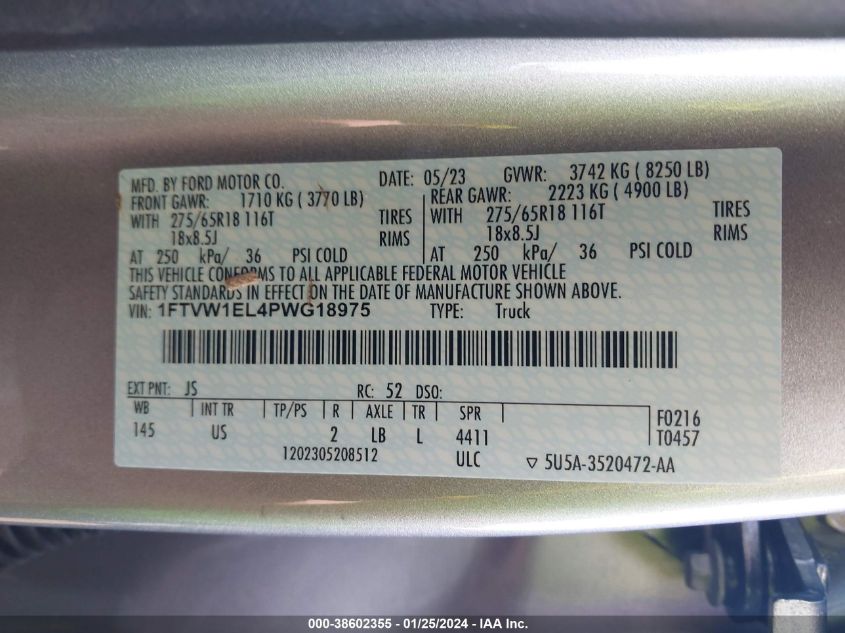 MFD. BY FORD MOTOR CO. DATE: 05/23 GVWR: 3742 KG ( 8250 LB)
FRONT GAWR: 1710 KG ( 3770 LB) REAR GAWR: 2223 KG ( 4900 LB)
WITH 275/65R18 116T TIRES WITH 275/65R18 116T TIRES
18x8.5J RIMS 18x8.5J RIMS
AT 250 kPa/ 36 PSI COLD AT 250 kPa/ 36 PSI COLD
THIS VEHICLE CONFORMS TO ALL APPLICABLE FEDERAL MOTOR VEHICLE
SAFETY STANDARDS IN EFFECT ON THE DATE OF MANUFACTURE SHOWN ABOVE.
VIN: 1FTVW1EL4PWG18975 TYPE: Truck
EXT PNT: JS RC: 52 DSO:
WB INT TR TP/PS R AXLE TR SPR F0216
145 US 2 LB L 4411 T0457
1202305208512 ULC ▽ 5U5A-3520472-AA
000-38602355 - 01/25/2024 - IAA Inc.